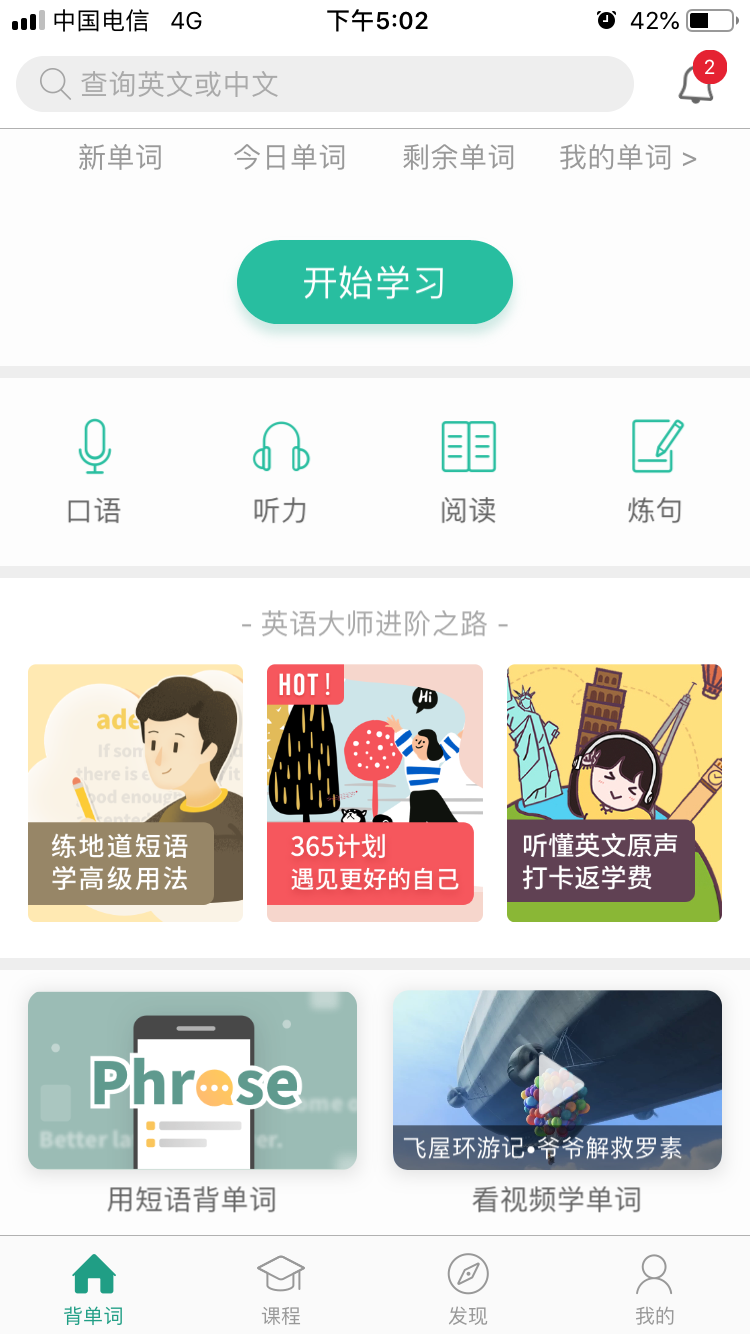 中国电信 4G 下午5:02 42%
查询英文或中文
2
新单词 今日单词 剩余单词 我的单词 >
开始学习
口语 听力 阅读 炼句
- 英语大师进阶之路 -
ade
If som
d
there is e
it
ood enough
练地道短语
学高级用法
HOT!
Hi
365计划
遇见更好的自己
听懂英文原声
打卡返学费
Phrase
ome
Better la
er.
用短语背单词
飞屋环游记•爷爷解救罗素
看视频学单词
背单词 课程 发现 我的